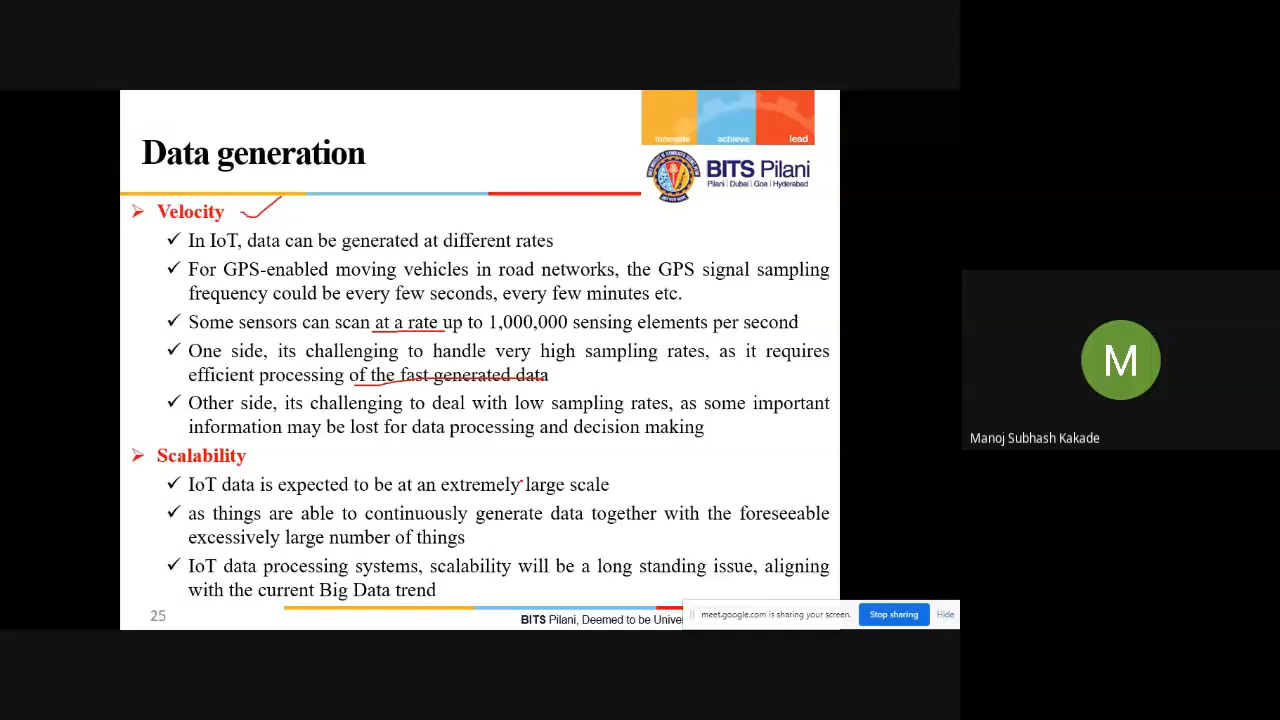 innovate achieve lead
Data generation
BITS Pilani
Pilani | Dubai | Goa | Hyderabad
➢ Velocity
✓ In IoT, data can be generated at different rates
✓ For GPS-enabled moving vehicles in road networks, the GPS signal sampling
frequency could be every few seconds, every few minutes etc.
✓ Some sensors can scan at a rate up to 1,000,000 sensing elements per second
✓ One side, its challenging to handle very high sampling rates, as it requires
efficient processing of the fast generated data
✓ Other side, its challenging to deal with low sampling rates, as some important
information may be lost for data processing and decision making
➢ Scalability
✓ IoT data is expected to be at an extremely large scale
✓ as things are able to continuously generate data together with the foreseeable
excessively large number of things
✓ IoT data processing systems, scalability will be a long standing issue, aligning
with the current Big Data trend
25
BITS Pilani, Deemed to be Unive
meet.google.com is sharing your screen. Stop sharing Hide
M
Manoj Subhash Kakade